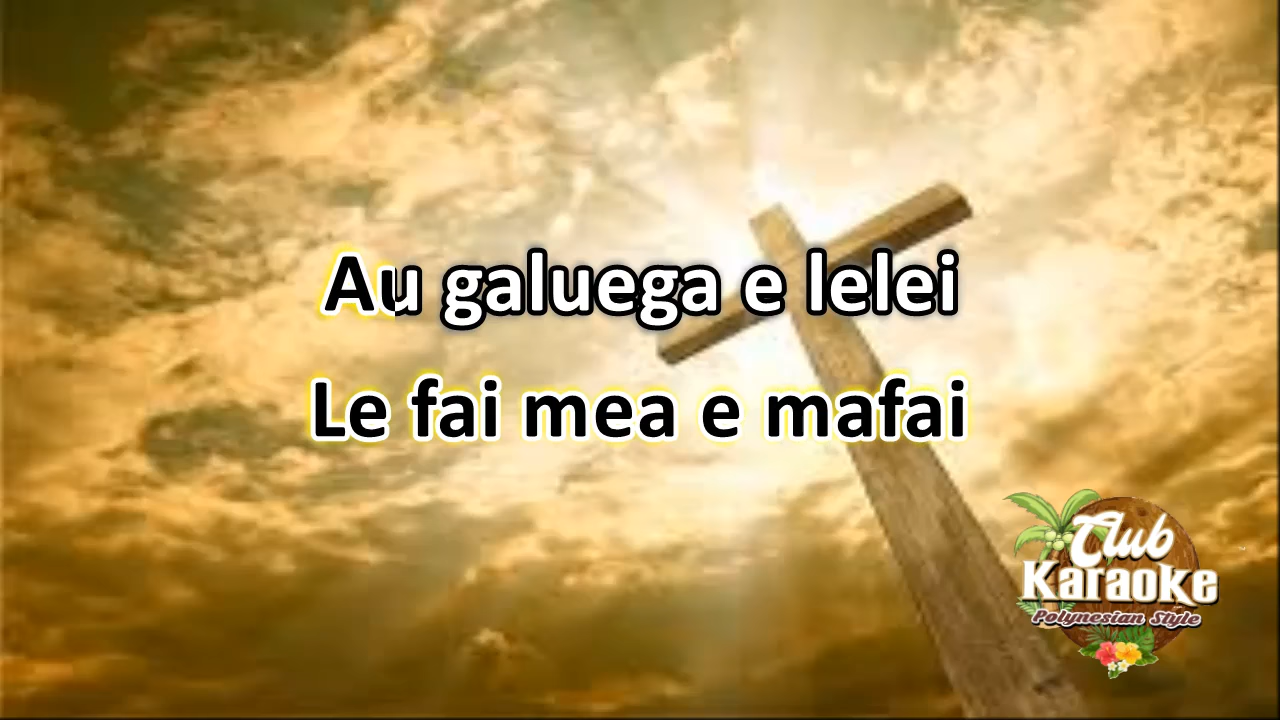 Au galuega e lelei
Le fai mea e mafai
Club
Karaoke
Polynesian Style